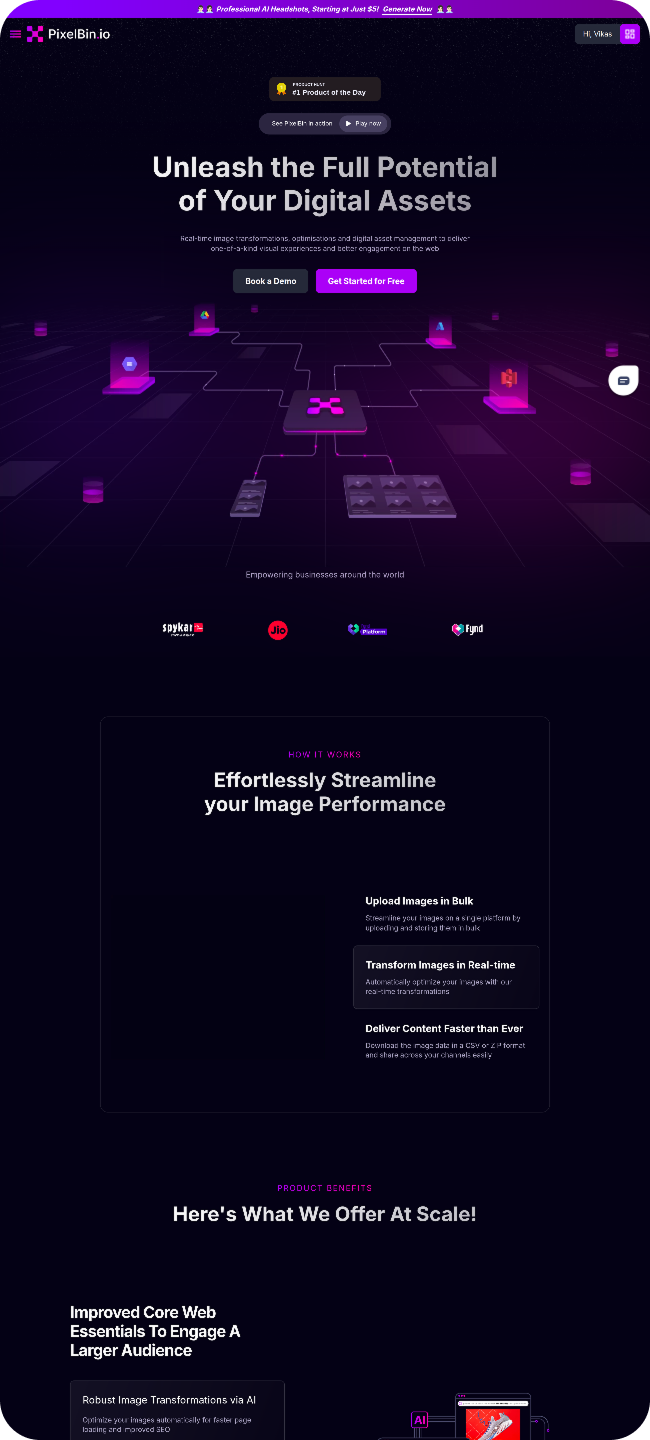 Professional AI Headshots, Starting at Just $5! Generate Now
PixelBin.io
Hi, Vikas
PRODUCT HUNT
#1 Product of the Day
See PixelBin in action
Play now
Unleash the Full Potential
of Your Digital Assets
Real-time image transformations, optimisations and digital asset management to deliver
one-of-a-kind visual experiences and better engagement on the web
Book a Demo
Get Started for Free
Empowering businesses around the world
spykar
Jio
Platform
Fynd
HOW IT WORKS
Effortlessly Streamline
your Image Performance
Upload Images in Bulk
Streamline your images on a single platform by
uploading and storing them in bulk
Transform Images in Real-time
Automatically optimize your images with our
real-time transformations
Deliver Content Faster than Ever
Download the image data in a CSV or ZIP format
and share across your channels easily
PRODUCT BENEFITS
Here's What We Offer At Scale!
Improved Core Web
Essentials To Engage A
Larger Audience
Robust Image Transformations via AI
Optimize your images automatically for faster page
loading and improved SEO
AI